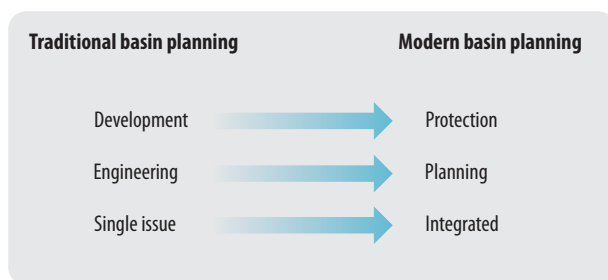 Traditional basin planning Modern basin planning
Development Protection
Engineering Planning
Single issue Integrated